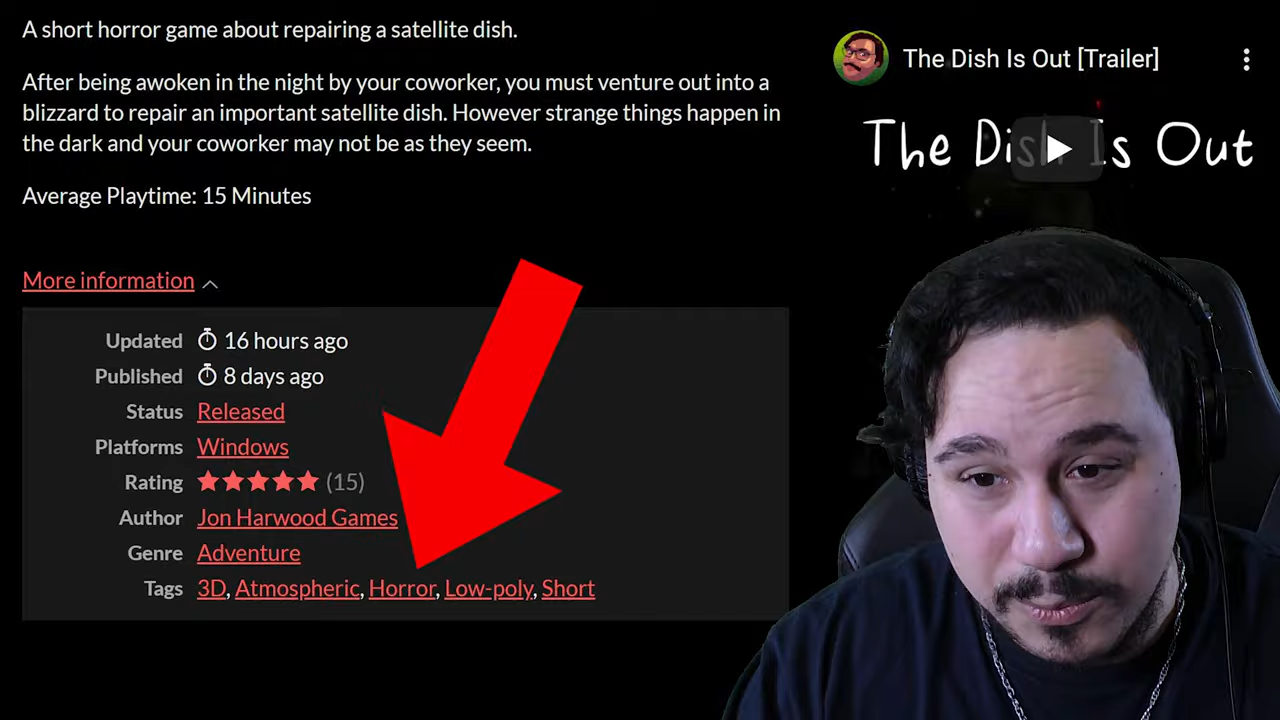 A short horror game about repairing a satellite dish.
After being awoken in the night by your coworker, you must venture out into a
blizzard to repair an important satellite dish. However strange things happen in
the dark and your coworker may not be as they seem.
Average Playtime: 15 Minutes
More information
Updated 16 hours ago
Published 8 days ago
Status Released
Platforms Windows
Rating ★★★★★ (15)
Author Jon Harwood Games
Genre Adventure
Tags 3D, Atmospheric, Horror, Low-poly, Short
The Dish Is Out [Trailer]
The Dish Is Out